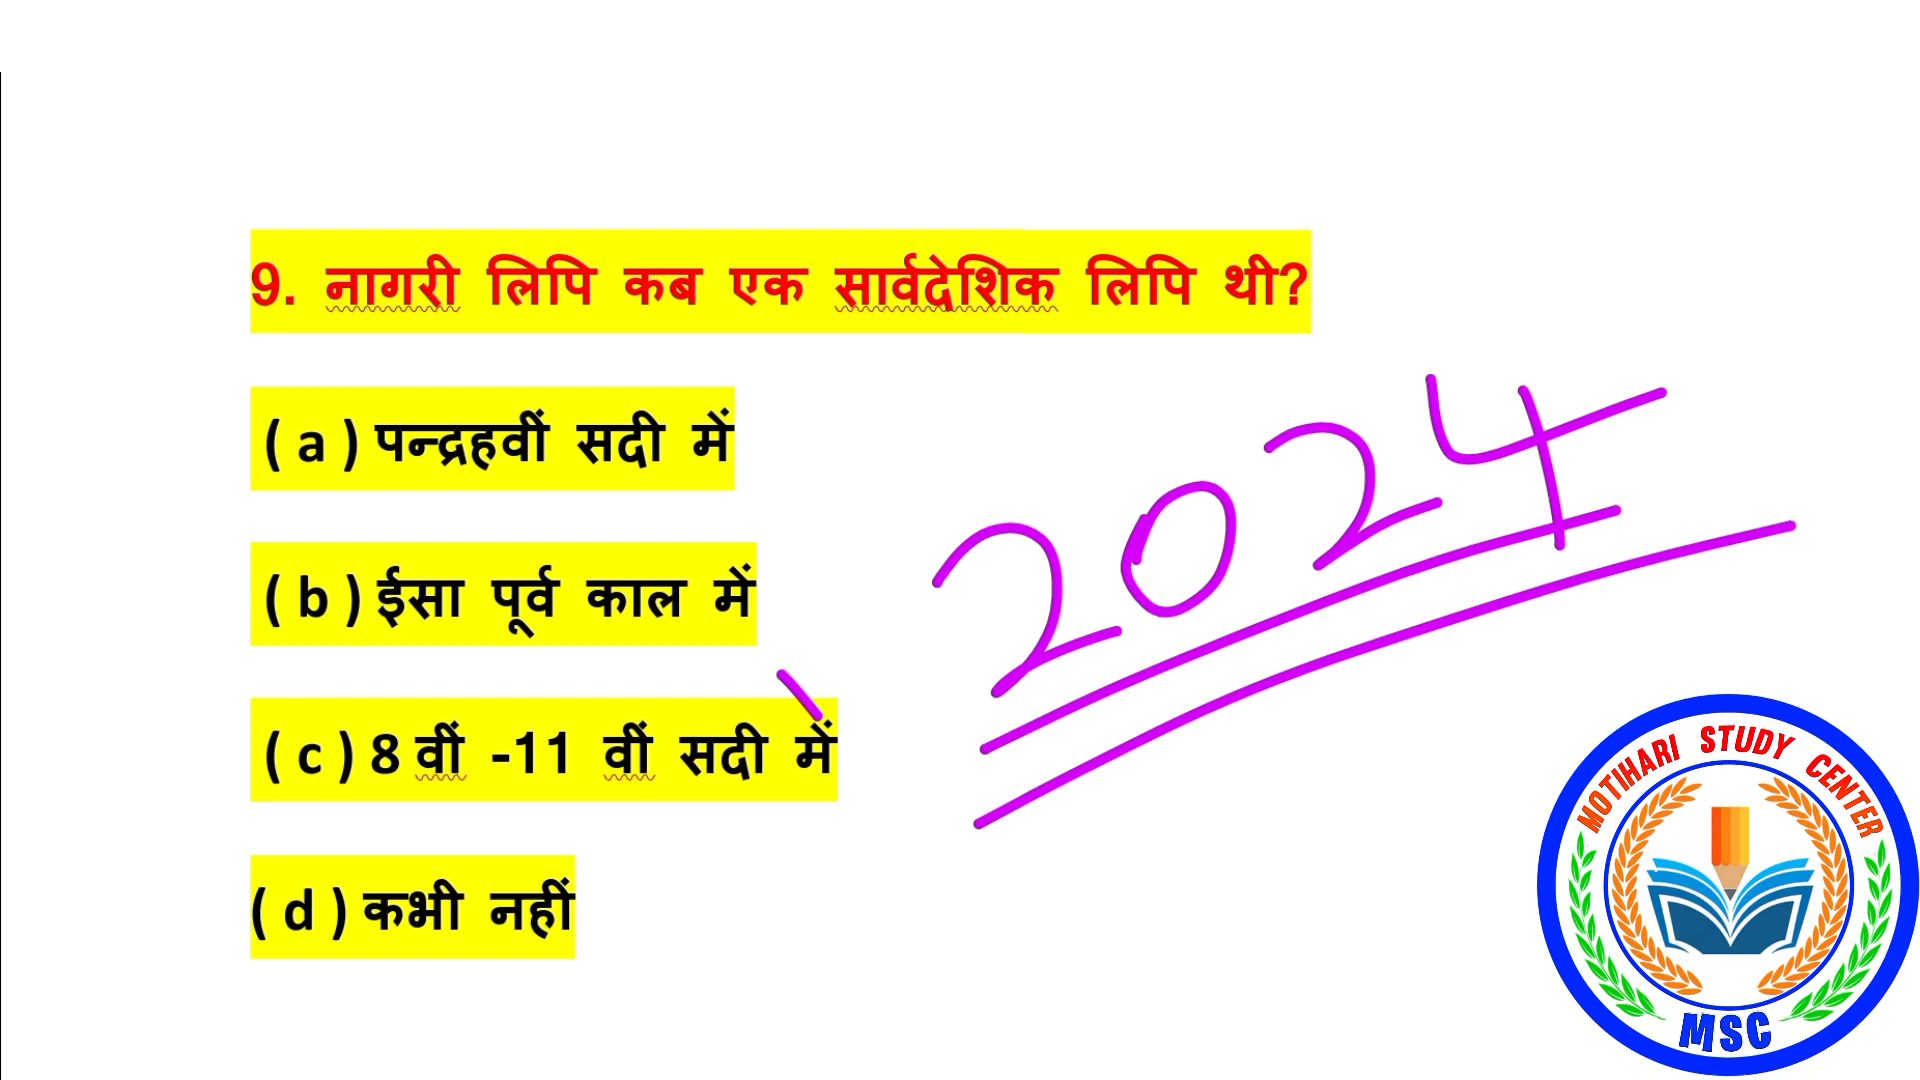 9. नागरी लिपि कब एक सार्वदेशिक लिपि थी?
( a ) पन्द्रहवीं सदी में
( b ) ईसा पूर्व काल में
( c ) 8 वीं -11 वीं सदी में
( d ) कभी नहीं
2024
MOTIHARI STUDY CENTER
MSC